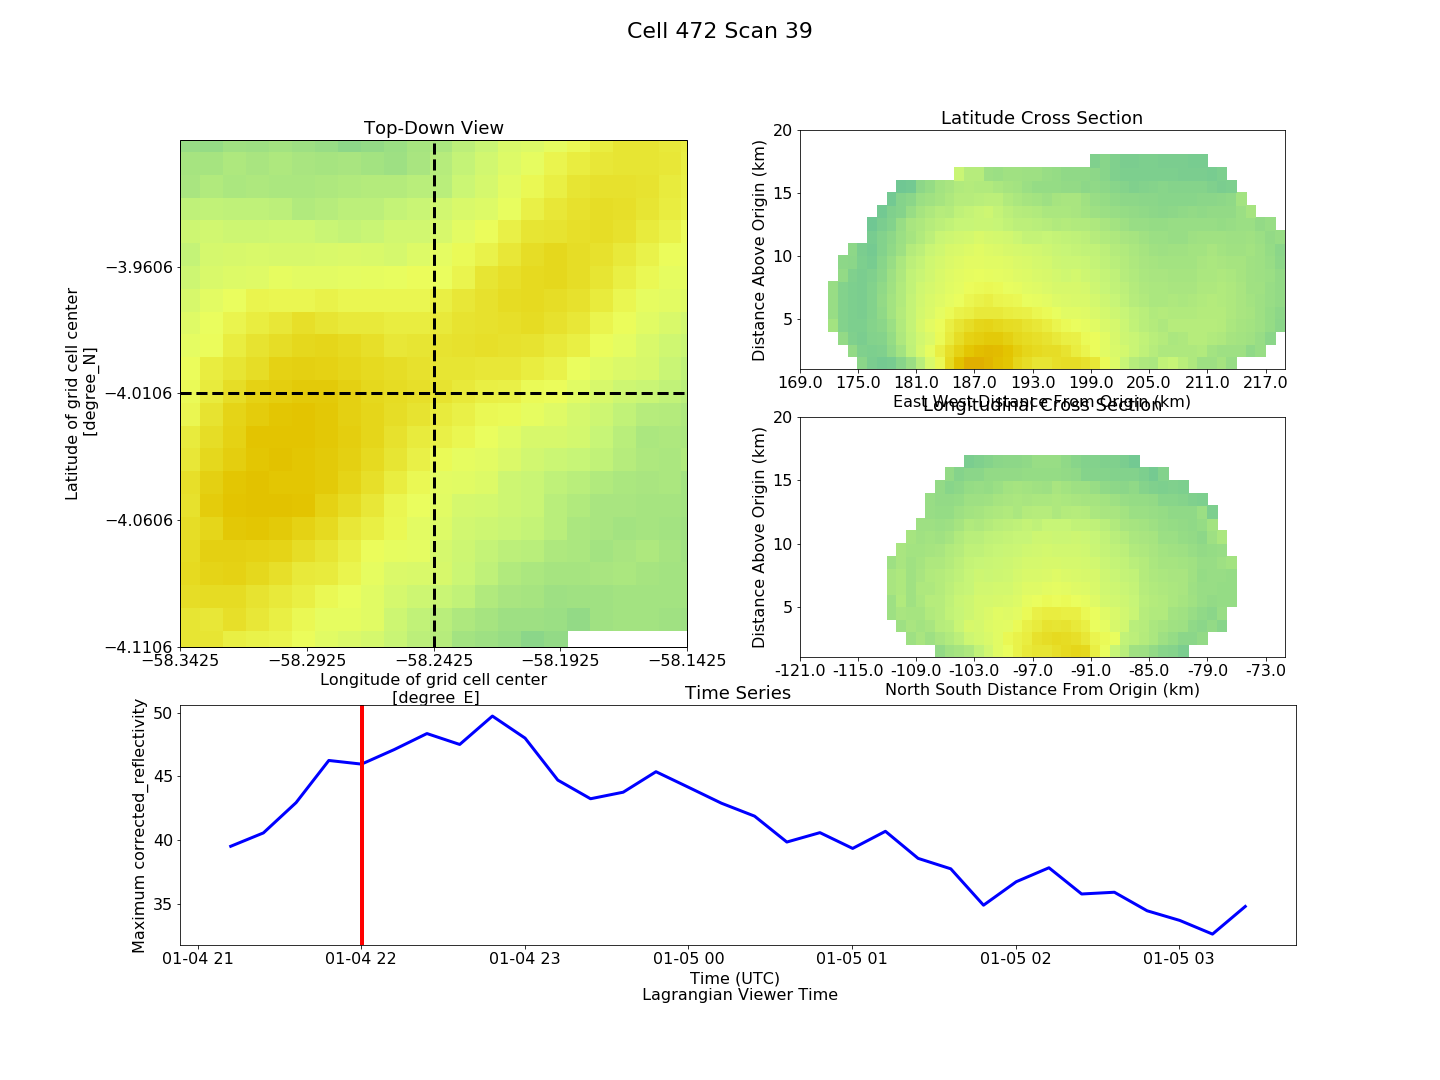 Cell 472 Scan 39
Top-Down View
Latitude of grid cell center
[degree_N]
−3.9606
−4.0106
−4.0606
−4.1106
−58.3425 −58.2925 −58.2425 −58.1925 −58.1425
Longitude of grid cell center
[degree_E]
Latitude Cross Section
Distance Above Origin (km)
20
15
10
5
169.0 175.0 181.0 187.0 193.0 199.0 205.0 211.0 217.0
East West Distance From Origin (km)
Longitudinal Cross Section
Distance Above Origin (km)
20
15
10
5
-121.0 -115.0 -109.0 -103.0 -97.0 -91.0 -85.0 -79.0 -73.0
North South Distance From Origin (km)
Time Series
Maximum corrected_reflectivity
50
45
40
35
01-04 21 01-04 22 01-04 23 01-05 00 01-05 01 01-05 02 01-05 03
Time (UTC)
Lagrangian Viewer Time